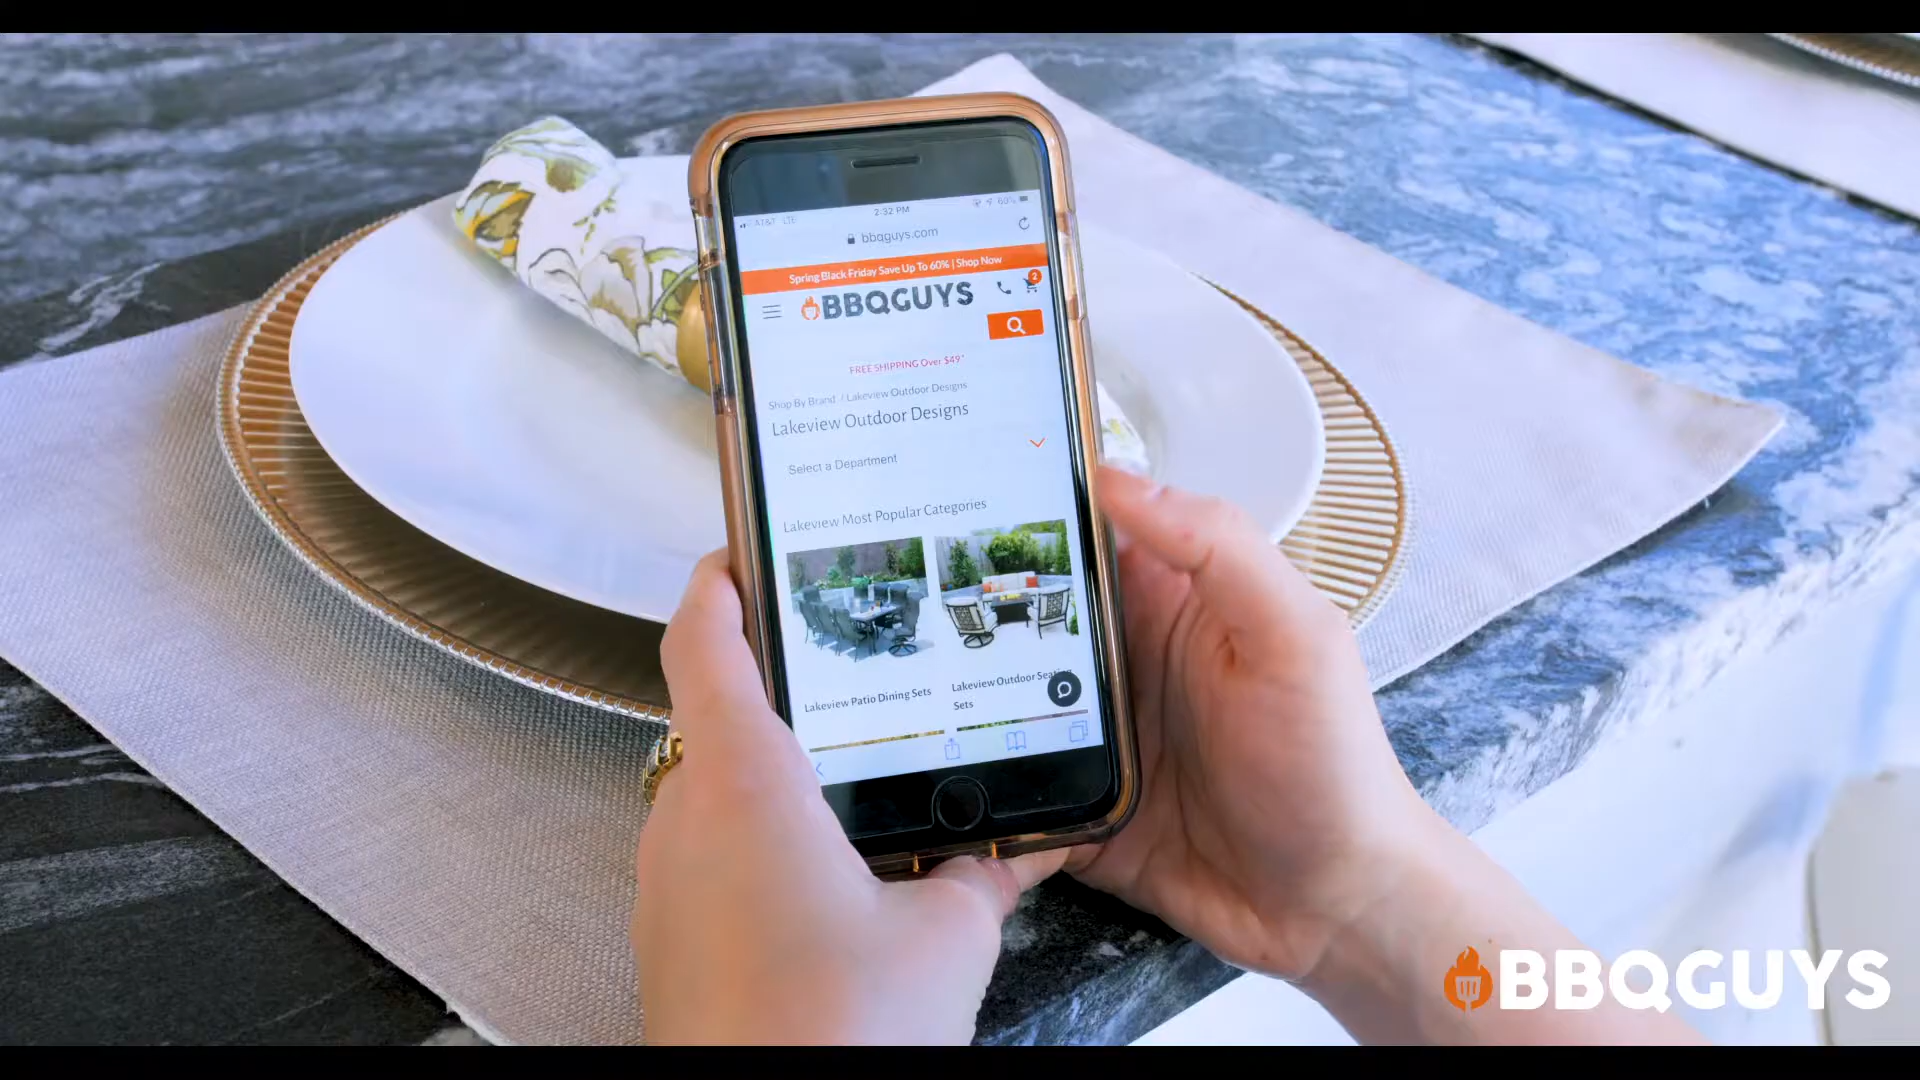 AT&T LTE 2:32 PM 69%
bbqguys.com
Spring Black Friday Save Up To 60% | Shop Now
BBQGUYS
2
FREE SHIPPING Over $49*
Shop By Brand / Lakeview Outdoor Designs
Lakeview Outdoor Designs
Select a Department
Lakeview Most Popular Categories
Lakeview Patio Dining Sets
Lakeview Outdoor Seating
Sets
BBQGUYS